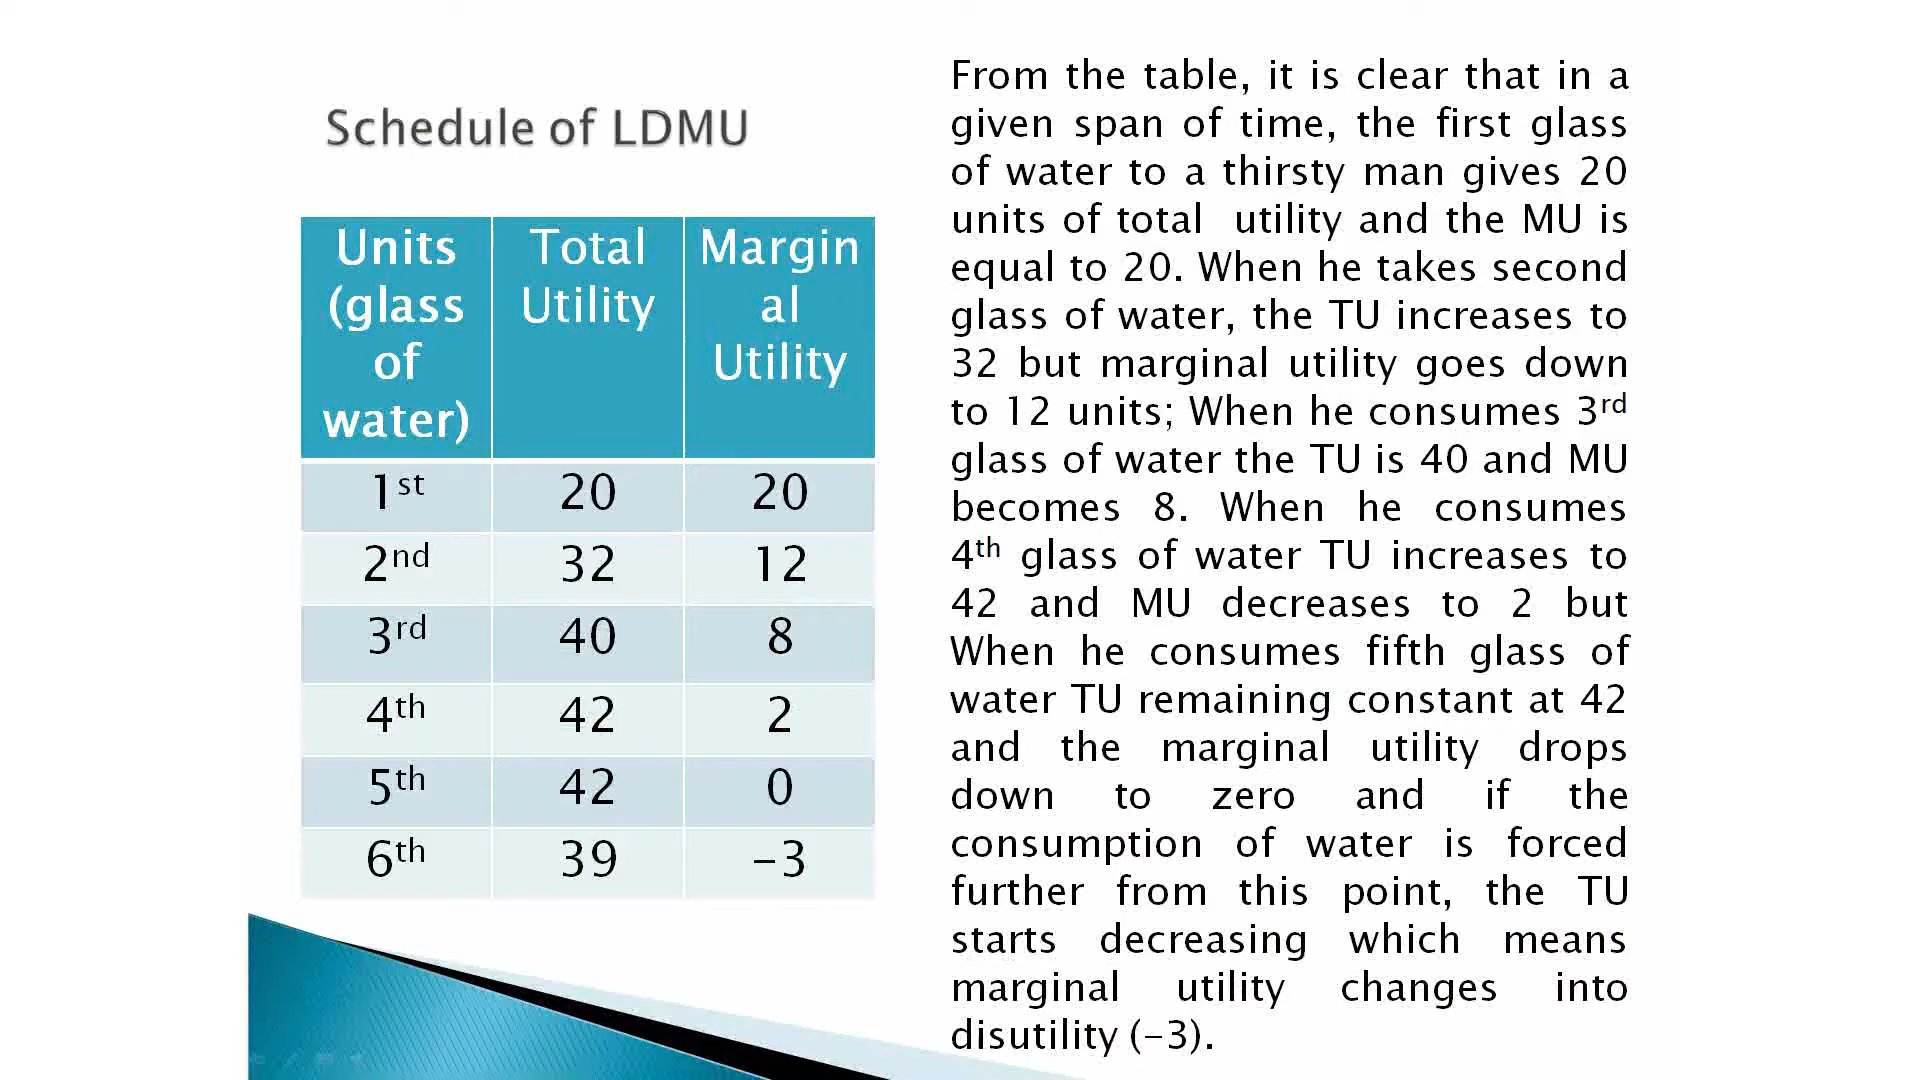 Schedule of LDMU
Units
(glass
of
water)
Total
Utility
Margin
al
Utility
1st 20 20
2nd 32 12
3rd 40 8
4th 42 2
5th 42 0
6th 39 -3
From the table, it is clear that in a
given span of time, the first glass
of water to a thirsty man gives 20
units of total utility and the MU is
equal to 20. When he takes second
glass of water, the TU increases to
32 but marginal utility goes down
to 12 units; When he consumes 3rd
glass of water the TU is 40 and MU
becomes 8. When he consumes
4th glass of water TU increases to
42 and MU decreases to 2 but
When he consumes fifth glass of
water TU remaining constant at 42
and the marginal utility drops
down to zero and if the
consumption of water is forced
further from this point, the TU
starts decreasing which means
marginal utility changes into
disutility (-3).